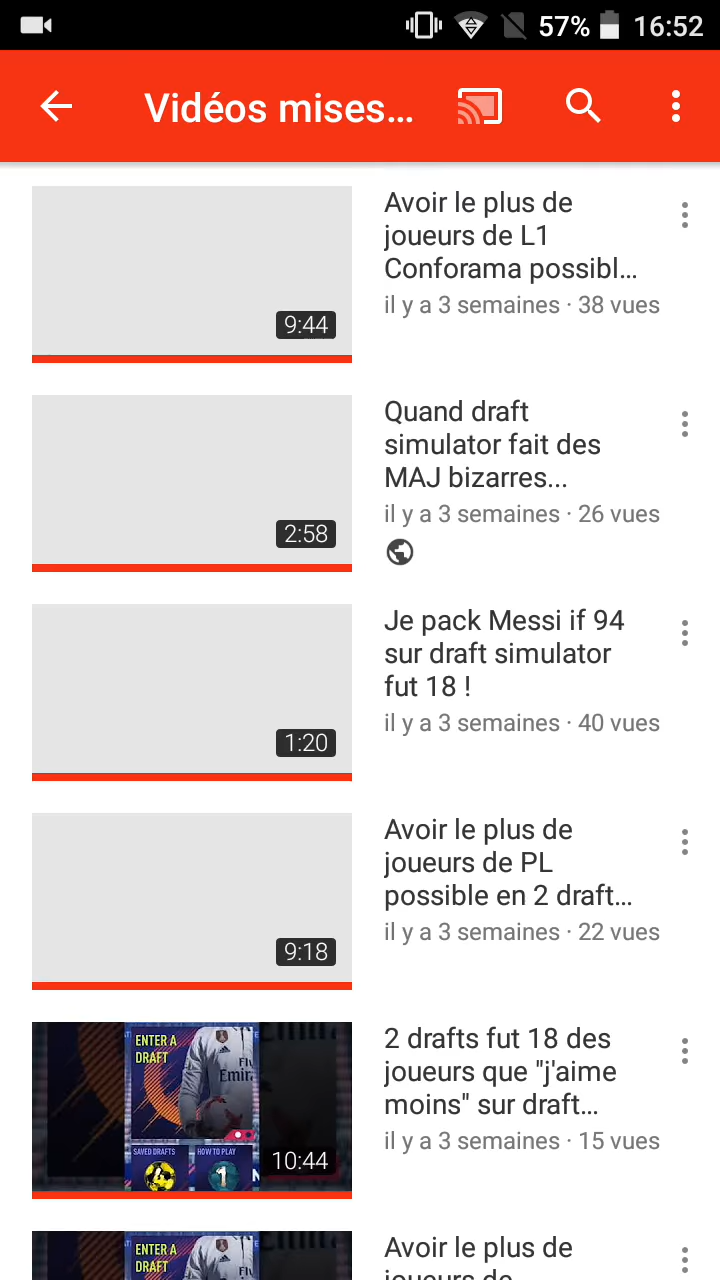 57% 16:52
Vidéos mises…
Avoir le plus de
joueurs de L1
Conforama possibl…
il y a 3 semaines · 38 vues
9:44
Quand draft
simulator fait des
MAJ bizarres...
il y a 3 semaines · 26 vues
2:58
Je pack Messi if 94
sur draft simulator
fut 18 !
il y a 3 semaines · 40 vues
1:20
Avoir le plus de
joueurs de PL
possible en 2 draft…
il y a 3 semaines · 22 vues
9:18
ENTER A
DRAFT
SAVED DRAFTS
HOW TO PLAY
10:44
2 drafts fut 18 des
joueurs que "j'aime
moins" sur draft…
il y a 3 semaines · 15 vues
ENTER A
DRAFT
Avoir le plus de
joueurs de